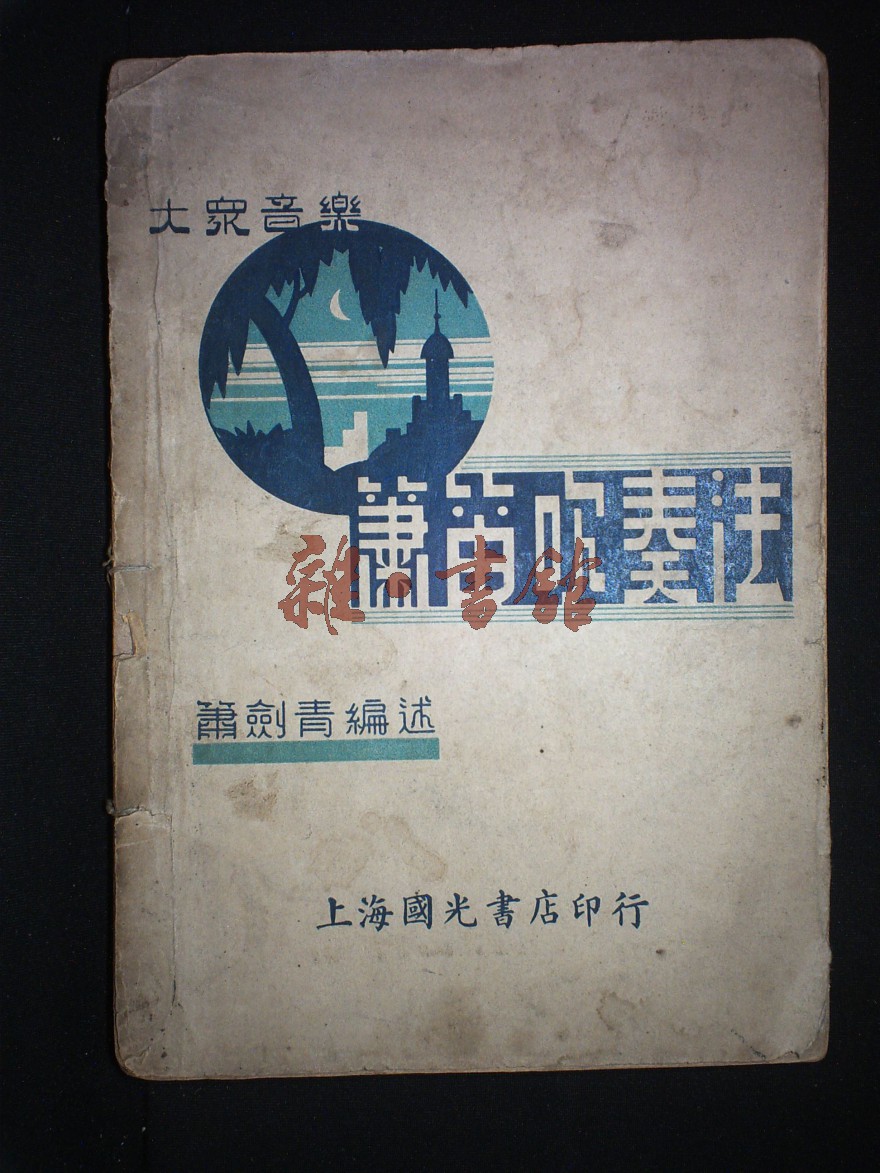 大眾音樂
簫笛吹奏法
雜·書館
蕭劍青編述
上海國光書店印行